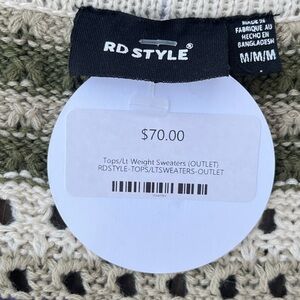 RD STYLE®
MADE IN
FABRIQUE AU
HECHO EN
BANGLADESH
M/M/M
$70.00
Tops/Lt Weight Sweaters (OUTLET)
RDSTYLE-TOPS/LTSWEATERS-OUTLET